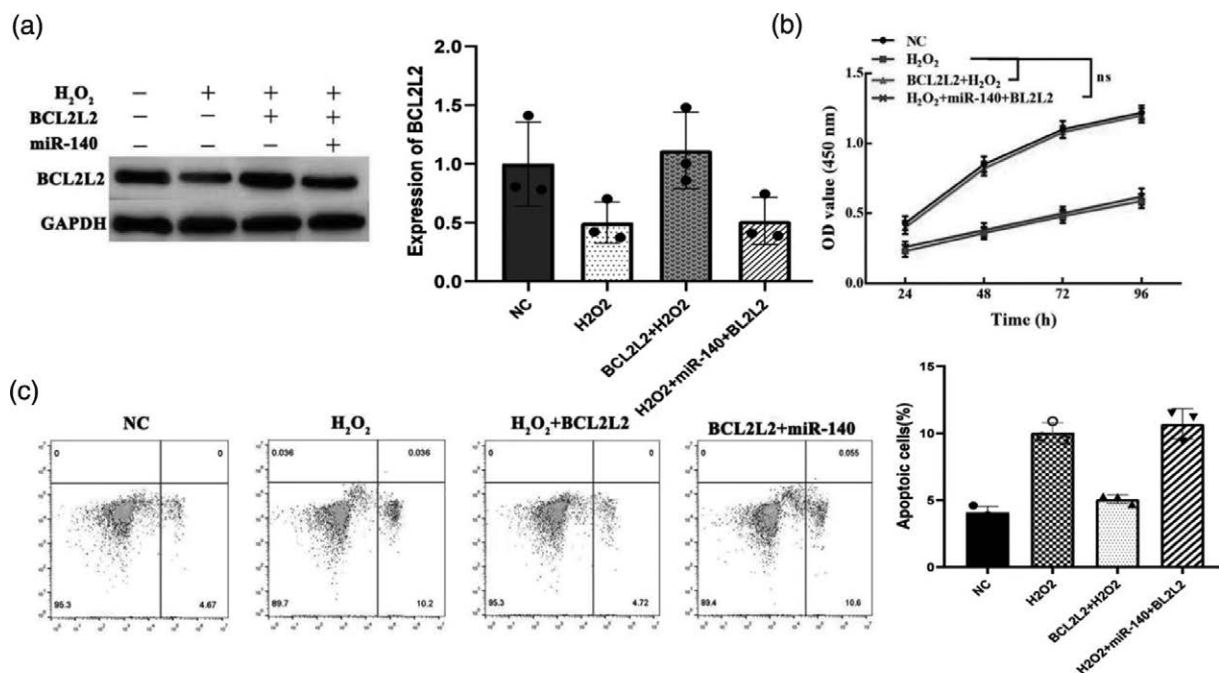 (a)
H₂O₂ − + + +
BCL2L2 − − + +
miR-140 − − − +
BCL2L2
GAPDH
Expression of BCL2L2
2.0
1.5
1.0
0.5
0.0
NC
H2O2
BCL2L2+H2O2
H2O2+miR-140+BL2L2
(b)
NC
H₂O₂
BCL2L2+H₂O₂
H₂O₂+miR-140+BL2L2
ns
OD value (450 nm)
1.5
1.0
0.5
0.0
24 48 72 96
Time (h)
(c)
NC
0 0
95.3 4.67
H₂O₂
0.036 0.036
89.7 10.2
H₂O₂+BCL2L2
0 0
95.3 4.72
BCL2L2+miR-140
0 0.055
89.4 10.6
Apoptoic cells(%)
15
10
5
0
NC
H2O2
BCL2L2+H2O2
H2O2+miR-140+BL2L2